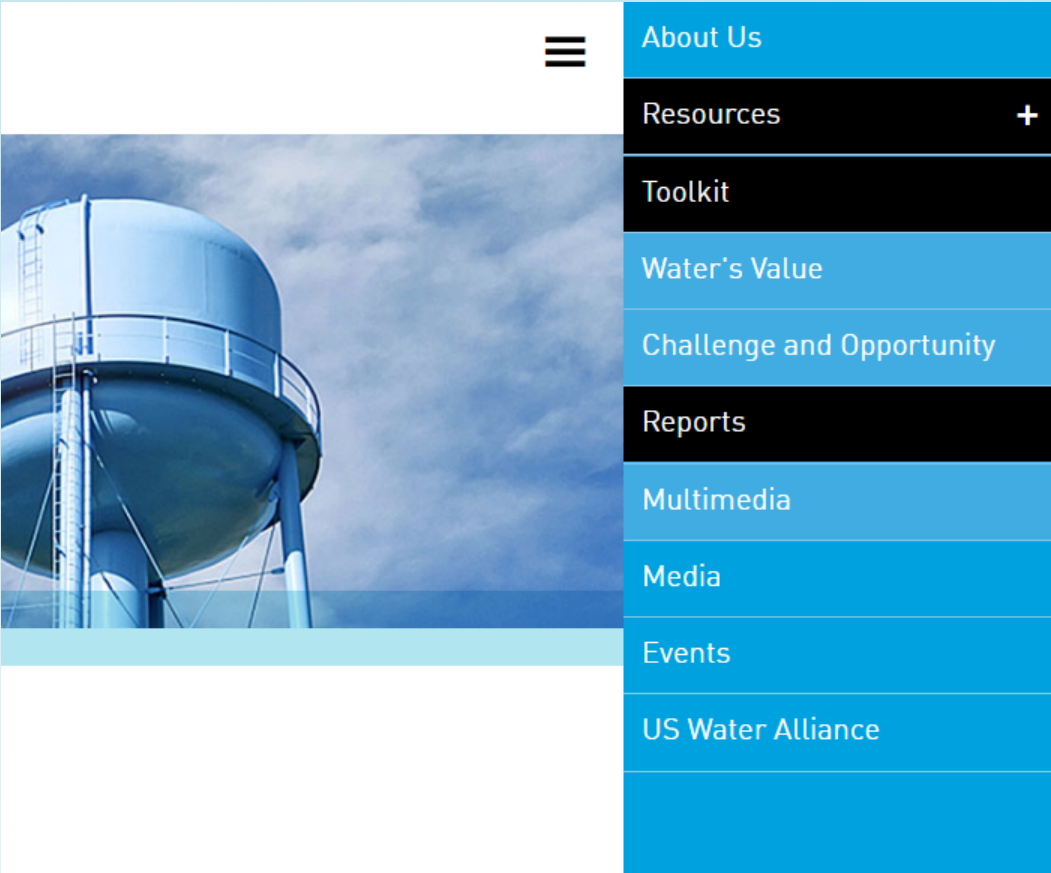 About Us
Resources +
Toolkit
Water's Value
Challenge and Opportunity
Reports
Multimedia
Media
Events
US Water Alliance